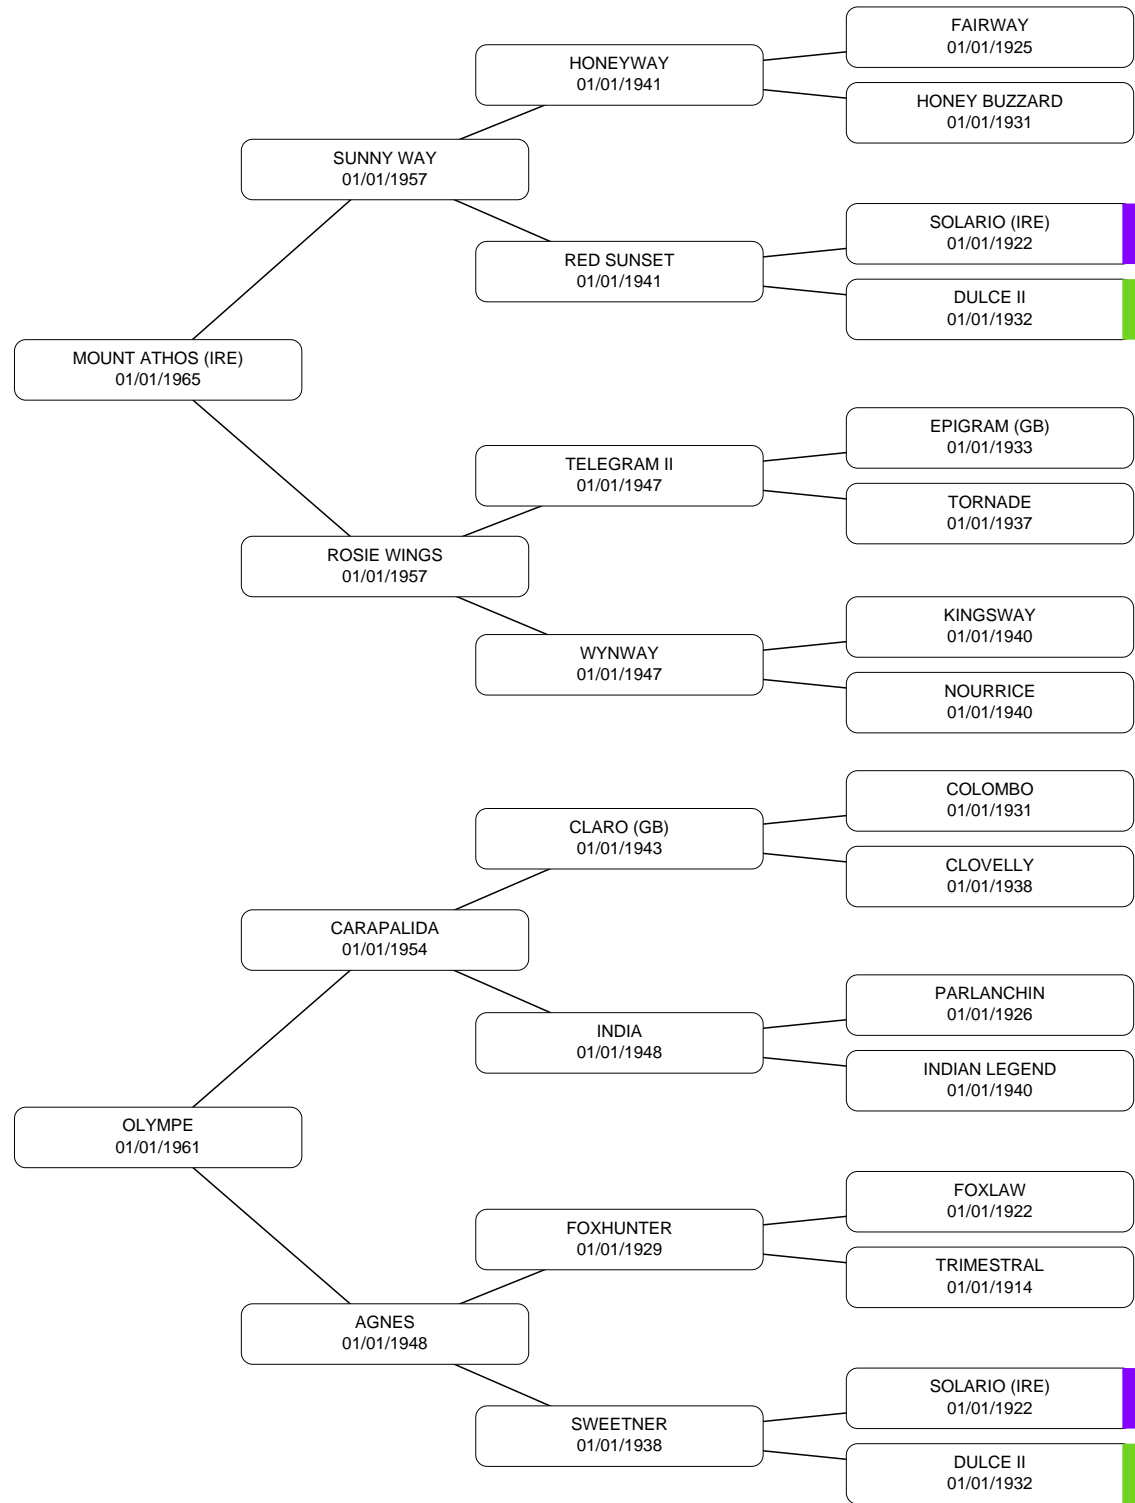 FAIRWAY
01/01/1925
HONEYWAY
01/01/1941
HONEY BUZZARD
01/01/1931
SUNNY WAY
01/01/1957
SOLARIO (IRE)
01/01/1922
RED SUNSET
01/01/1941
DULCE II
01/01/1932
MOUNT ATHOS (IRE)
01/01/1965
EPIGRAM (GB)
01/01/1933
TELEGRAM II
01/01/1947
TORNADE
01/01/1937
ROSIE WINGS
01/01/1957
KINGSWAY
01/01/1940
WYNWAY
01/01/1947
NOURRICE
01/01/1940
COLOMBO
01/01/1931
CLARO (GB)
01/01/1943
CLOVELLY
01/01/1938
CARAPALIDA
01/01/1954
PARLANCHIN
01/01/1926
INDIA
01/01/1948
INDIAN LEGEND
01/01/1940
OLYMPE
01/01/1961
FOXLAW
01/01/1922
FOXHUNTER
01/01/1929
TRIMESTRAL
01/01/1914
AGNES
01/01/1948
SOLARIO (IRE)
01/01/1922
SWEETNER
01/01/1938
DULCE II
01/01/1932